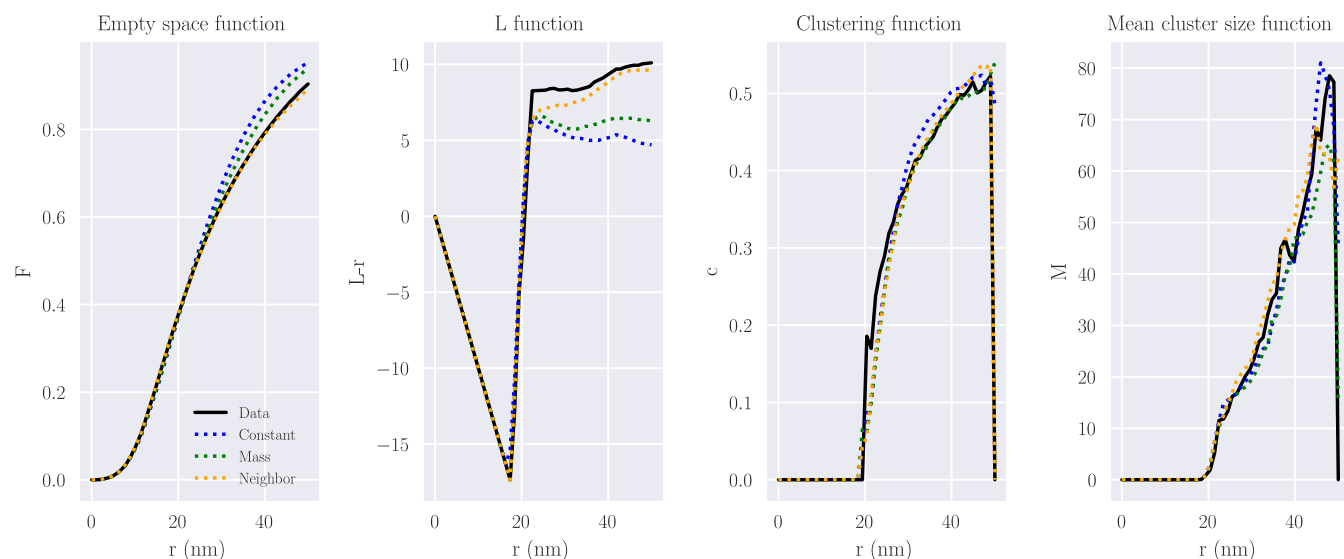 Empty space function
F
0.8
0.6
0.4
0.2
0.0
Data
Constant
Mass
Neighbor
0 20 40
r (nm)
L function
L-r
10
5
0
−5
−10
−15
0 20 40
r (nm)
Clustering function
c
0.5
0.4
0.3
0.2
0.1
0.0
0 20 40
r (nm)
Mean cluster size function
M
80
70
60
50
40
30
20
10
0
0 20 40
r (nm)